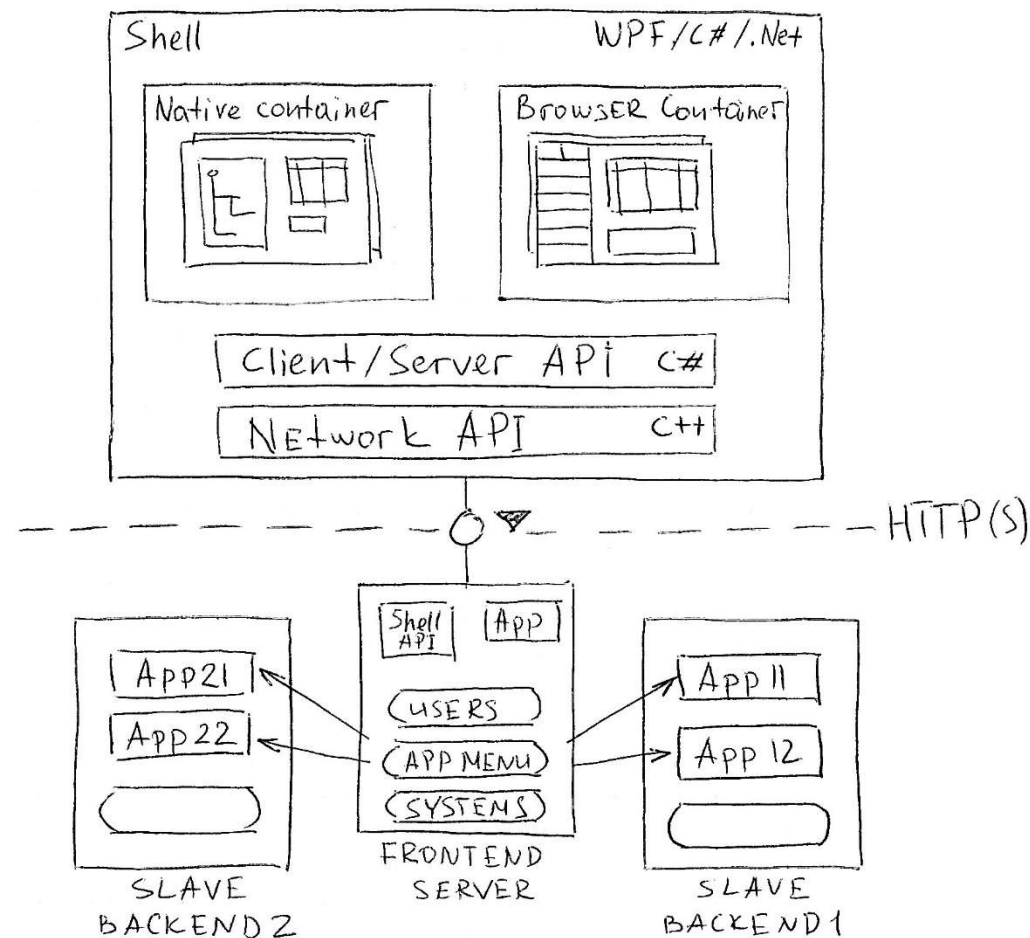 Shell
WPF/C#/.Net
Native container
BrowsER Container
Client/Server API C#
NEtwork API C++
HTTP(S)
Shell
API
App
App21
App22
USERS
APP MENU
SYSTEMS
App 11
App 12
FRONTEND
SERVER
SLAVE
BACKEND2
SLAVE
BACKEND1